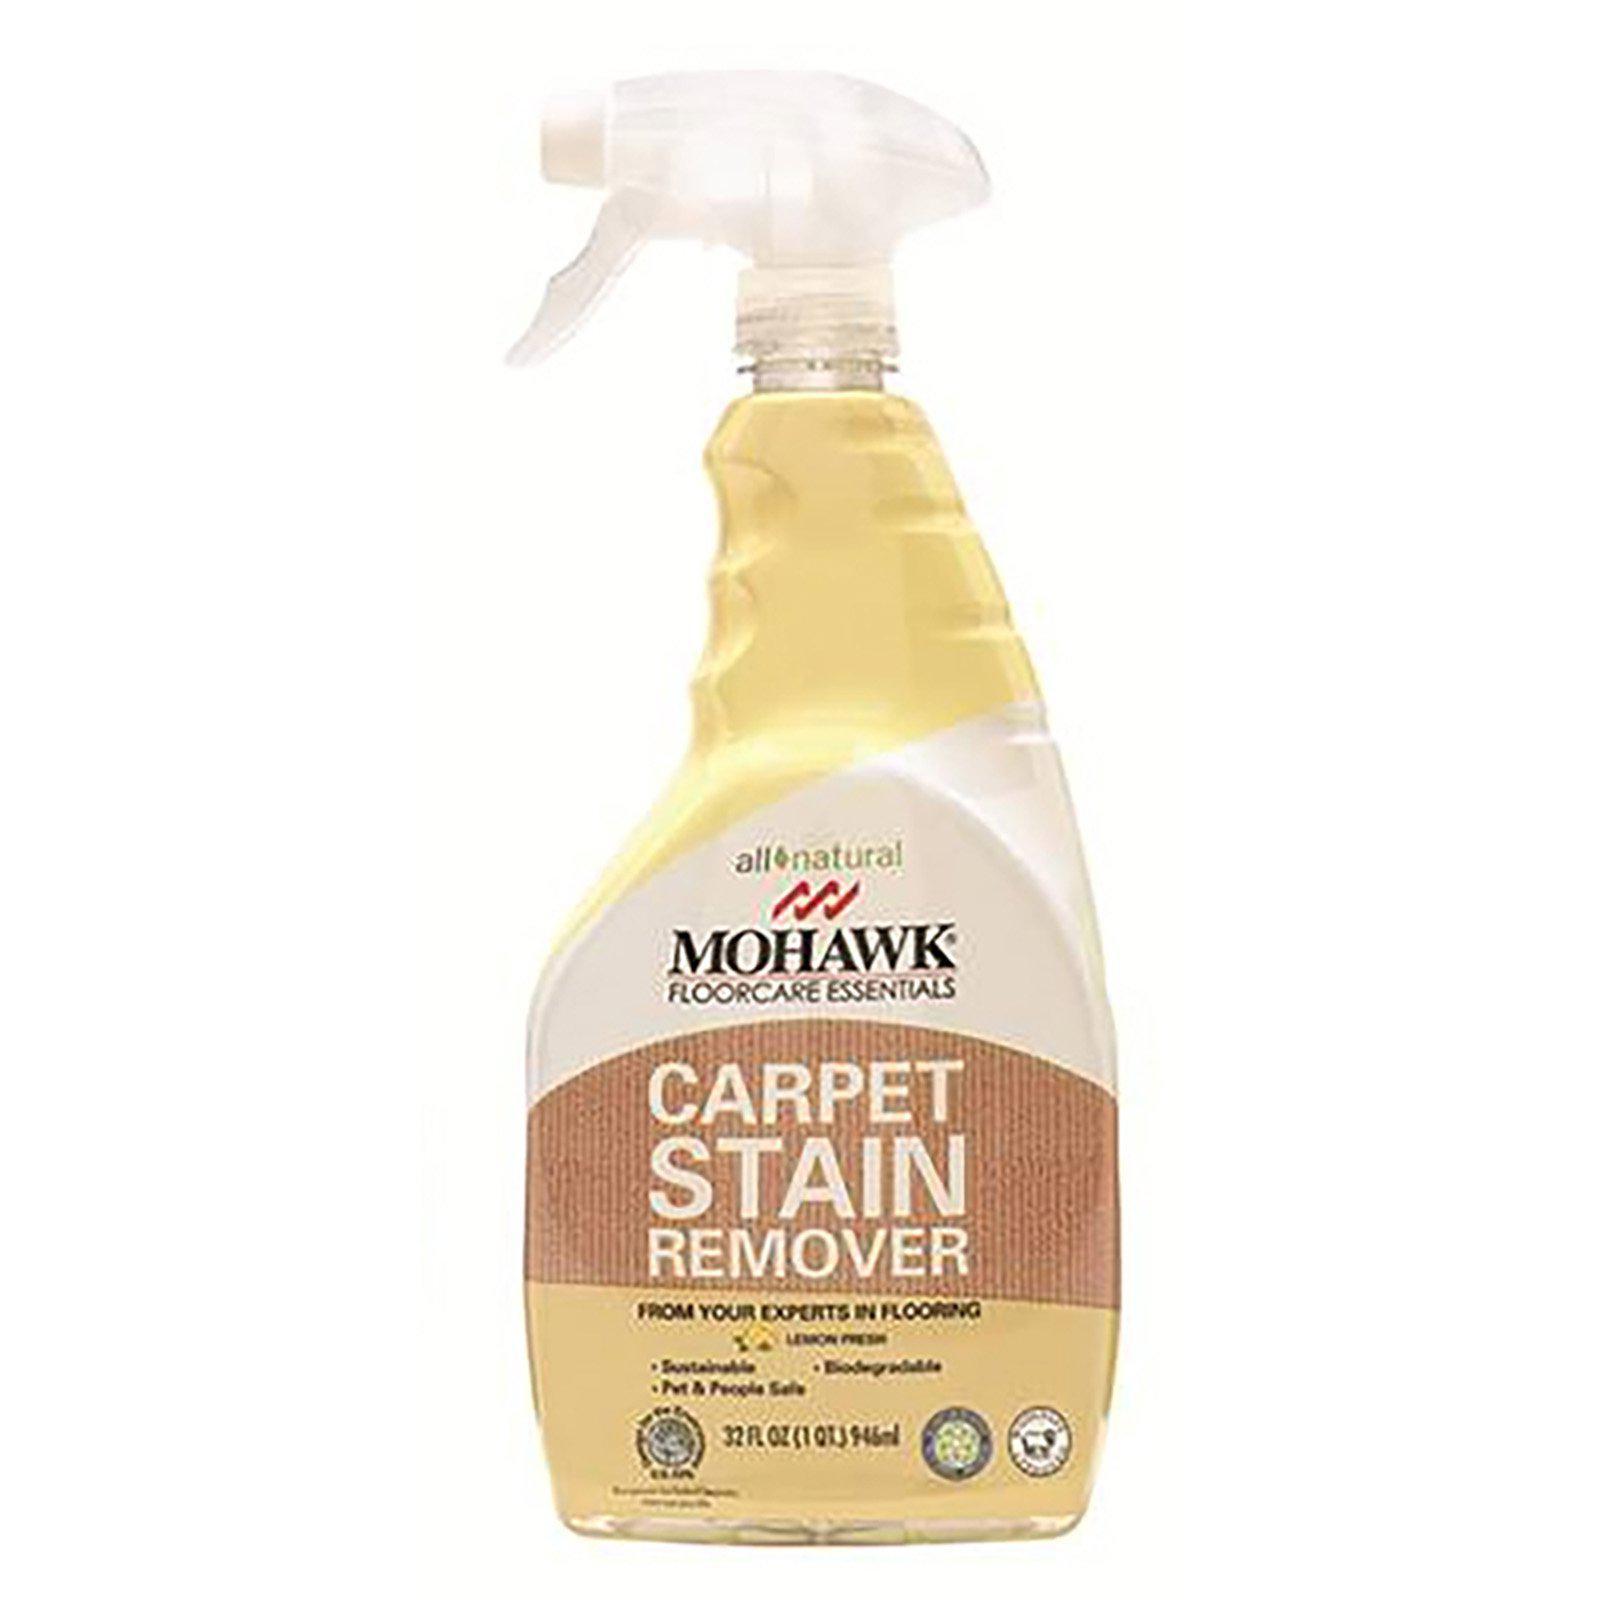 all natural
MOHAWK®
FLOORCARE ESSENTIALS
CARPET
STAIN
REMOVER
FROM YOUR EXPERTS IN FLOORING
LEMON FRESH
• Sustainable • Biodegradable
• Pet & People Safe
32 FL OZ (1 QT.) 946ml